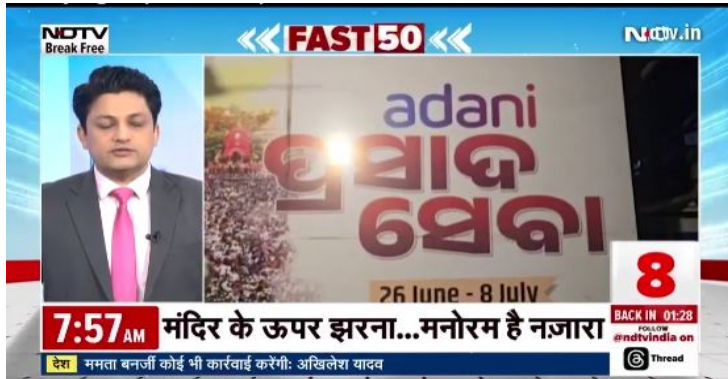 NDTV
Break Free
FAST 50
ndtv.in
adani
ପ୍ରସାଦ
ସେବା
26 June - 8 July
8
7:57 AM
मंदिर के ऊपर झरना...मनोरम है नज़ारा
BACK IN 01:28
FOLLOW
@ndtvindia on
Thread
देश ममता बनर्जी कोई भी कार्रवाई करेंगी: अखिलेश यादव